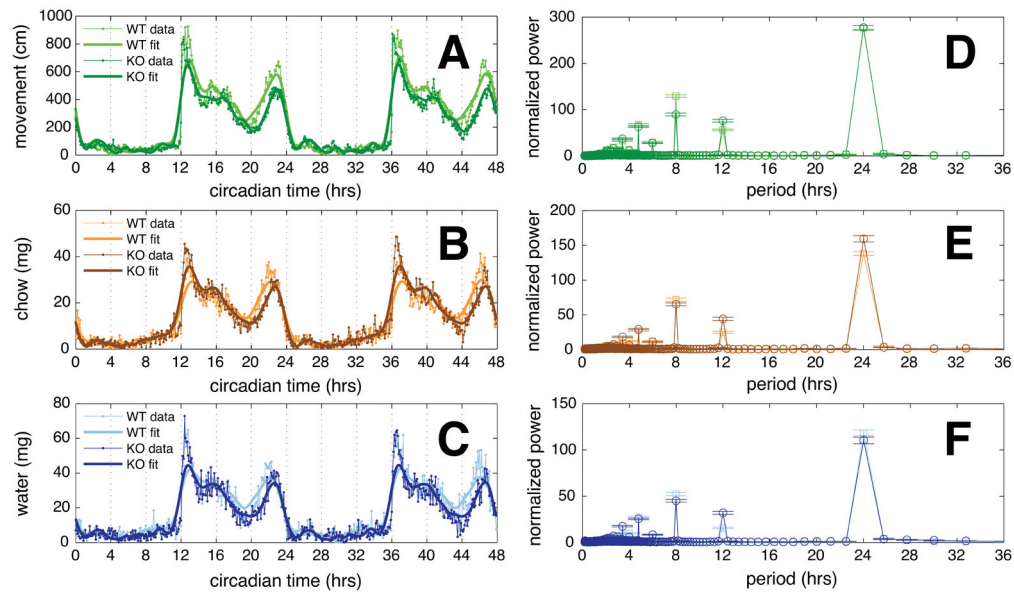 1000
800
600
400
200
0
movement (cm)
WT data
WT fit
KO data
KO fit
A
0 4 8 12 16 20 24 28 32 36 40 44 48
circadian time (hrs)
300
200
100
0
normalized power
D
0 4 8 12 16 20 24 28 32 36
period (hrs)
60
40
20
0
chow (mg)
WT data
WT fit
KO data
KO fit
B
0 4 8 12 16 20 24 28 32 36 40 44 48
circadian time (hrs)
200
150
100
50
0
normalized power
E
0 4 8 12 16 20 24 28 32 36
period (hrs)
80
60
40
20
0
water (mg)
WT data
WT fit
KO data
KO fit
C
0 4 8 12 16 20 24 28 32 36 40 44 48
circadian time (hrs)
150
100
50
0
normalized power
F
0 4 8 12 16 20 24 28 32 36
period (hrs)